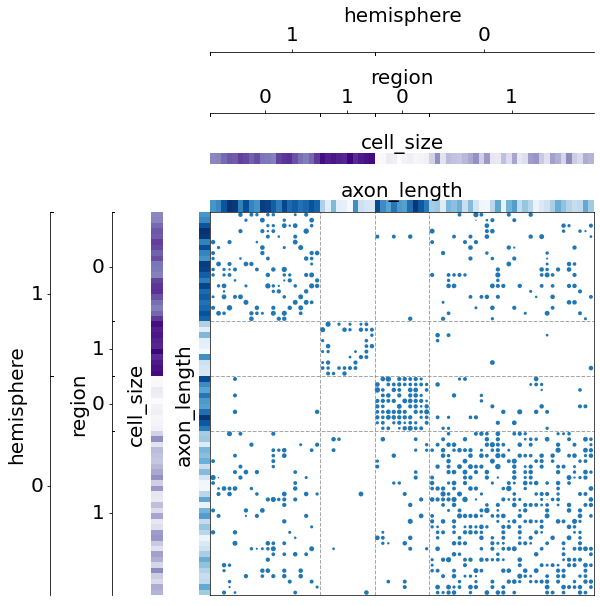 hemisphere
1 0
region
0 1 0 1
cell_size
axon_length
hemisphere
1
0
region
0
1
0
1
cell_size
axon_length